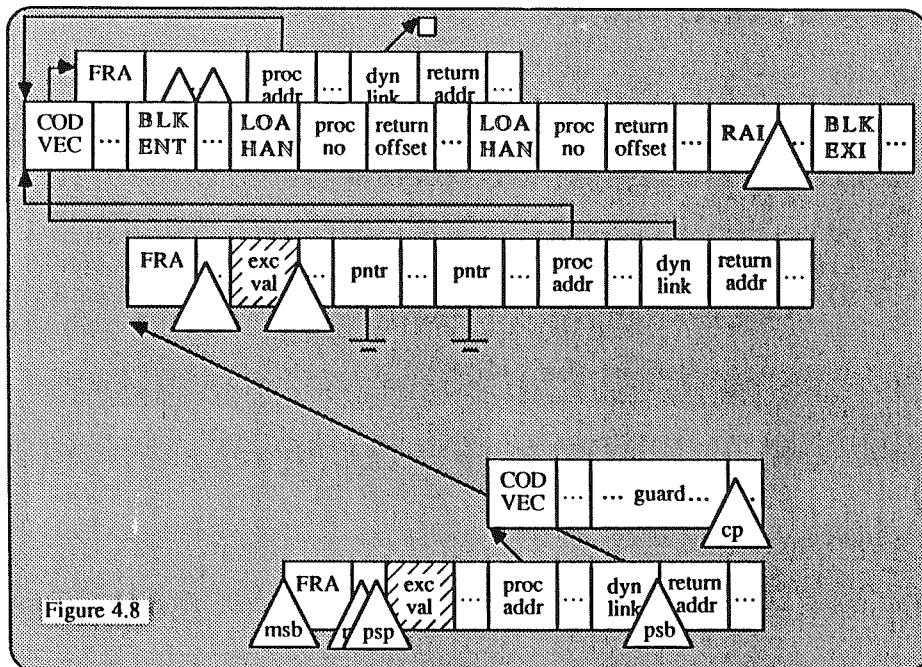 FRA proc ... dyn return ...
addr link addr
COD ... BLK ... LOA proc return ... LOA proc return ... RAI ... BLK ...
VEC ENT HAN no offset HAN no offset EXI
FRA ... exc ... pntr ... pntr ... proc ... dyn return ...
val addr link addr
COD ... ... guard... ...
VEC
cp
FRA exc ... proc ... dyn return ...
val addr link addr
Figure 4.8 msb psp psb